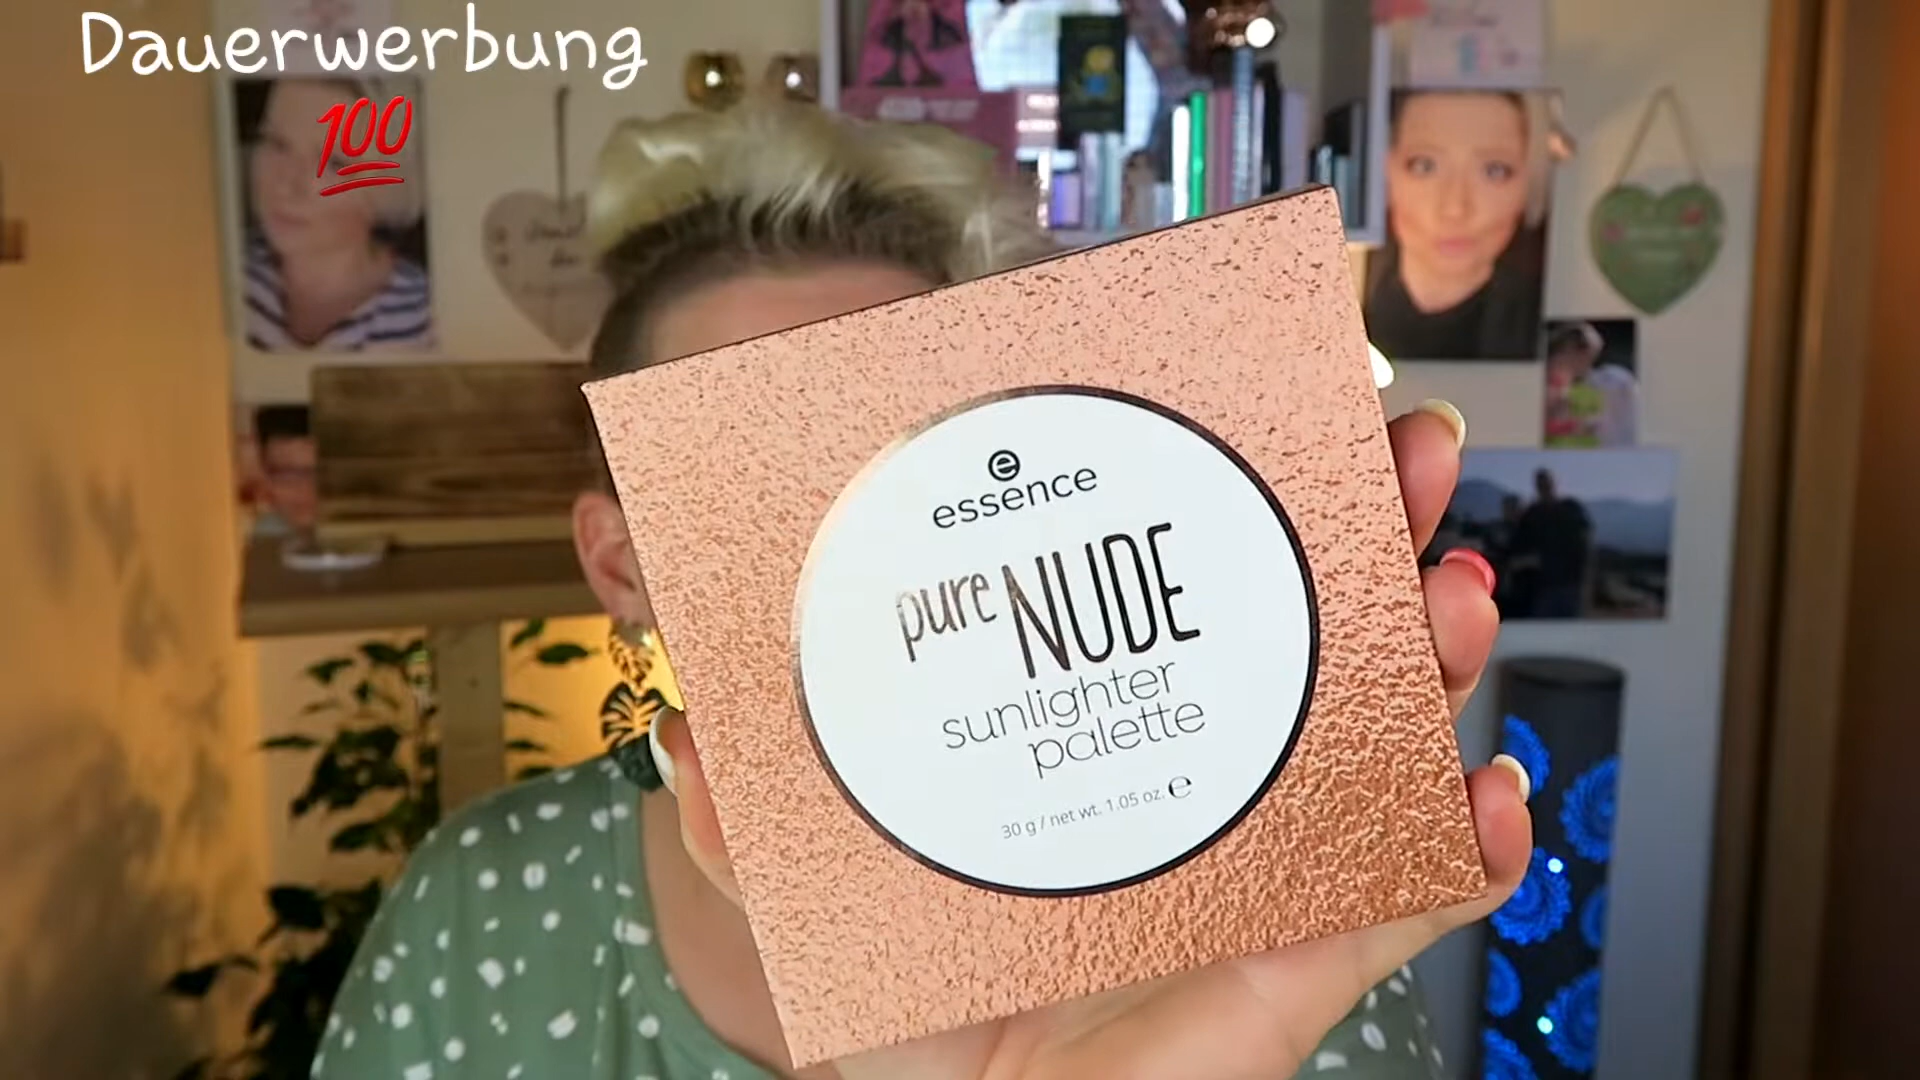 Dauerwerbung
💯
e
essence
pure NUDE
sunlighter
palette
30 g / net wt. 1.05 oz. ℮